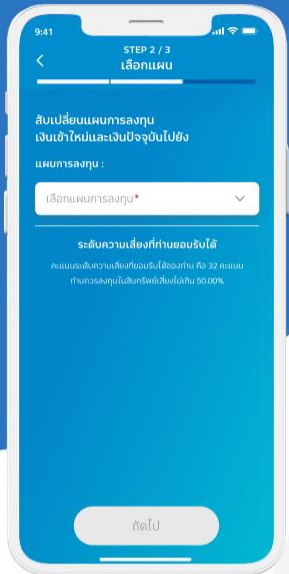 9:41
STEP 2 / 3
เลือกแผน
สับเปลี่ยนแผนการลงทุน
เงินเข้าใหม่และเงินปัจจุบันไปยัง
แผนการลงทุน :
เลือกแผนการลงทุน*
ระดับความเสี่ยงที่ท่านยอมรับได้
คะแนนระดับความเสี่ยงที่ยอมรับได้ของท่าน คือ 32 คะแนน
ท่านควรลงทุนในสินทรัพย์เสี่ยงไม่เกิน 50.00%
ถัดไป